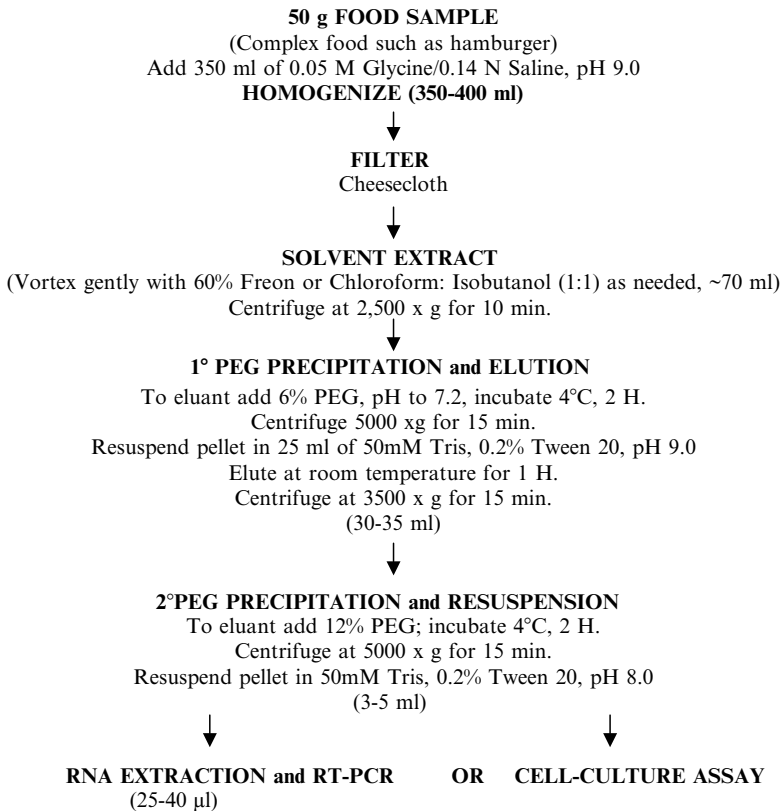 50 g FOOD SAMPLE
(Complex food such as hamburger)
Add 350 ml of 0.05 M Glycine/0.14 N Saline, pH 9.0
HOMOGENIZE (350-400 ml)
FILTER
Cheesecloth
SOLVENT EXTRACT
(Vortex gently with 60% Freon or Chloroform: Isobutanol (1:1) as needed, ~70 ml)
Centrifuge at 2,500 x g for 10 min.
1° PEG PRECIPITATION and ELUTION
To eluant add 6% PEG, pH to 7.2, incubate 4°C, 2 H.
Centrifuge 5000 xg for 15 min.
Resuspend pellet in 25 ml of 50mM Tris, 0.2% Tween 20, pH 9.0
Elute at room temperature for 1 H.
Centrifuge at 3500 x g for 15 min.
(30-35 ml)
2°PEG PRECIPITATION and RESUSPENSION
To eluant add 12% PEG; incubate 4°C, 2 H.
Centrifuge at 5000 x g for 15 min.
Resuspend pellet in 50mM Tris, 0.2% Tween 20, pH 8.0
(3-5 ml)
RNA EXTRACTION and RT-PCR OR CELL-CULTURE ASSAY
(25-40 µl)